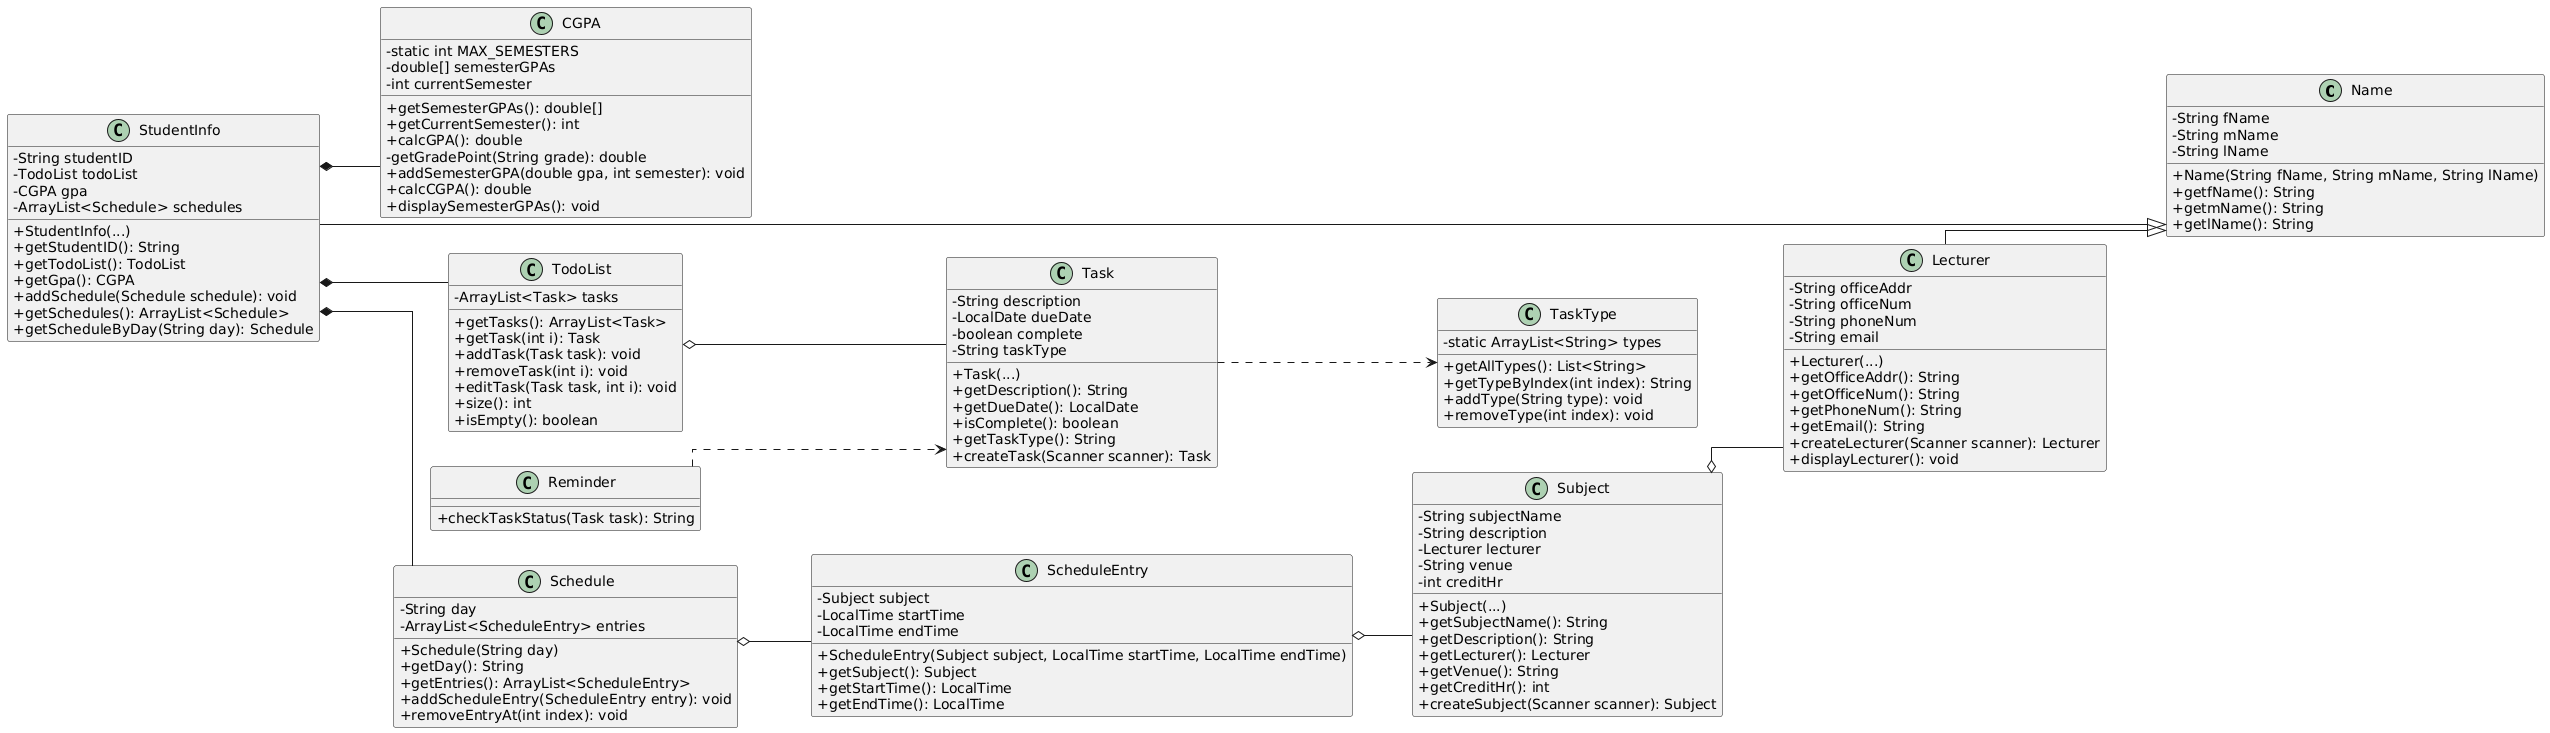 CGPA
-static int MAX_SEMESTERS
-double[] semesterGPAs
-int currentSemester
+getSemesterGPAs(): double[]
+getCurrentSemester(): int
+calcGPA(): double
-getGradePoint(String grade): double
+addSemesterGPA(double gpa, int semester): void
+calcCGPA(): double
+displaySemesterGPAs(): void
Name
-String fName
-String mName
-String lName
+Name(String fName, String mName, String lName)
+getfName(): String
+getmName(): String
+getlName(): String
StudentInfo
-String studentID
-TodoList todoList
-CGPA gpa
-ArrayList<Schedule> schedules
+StudentInfo(...)
+getStudentID(): String
+getTodoList(): TodoList
+getGpa(): CGPA
+addSchedule(Schedule schedule): void
+getSchedules(): ArrayList<Schedule>
+getScheduleByDay(String day): Schedule
TodoList
-ArrayList<Task> tasks
+getTasks(): ArrayList<Task>
+getTask(int i): Task
+addTask(Task task): void
+removeTask(int i): void
+editTask(Task task, int i): void
+size(): int
+isEmpty(): boolean
Task
-String description
-LocalDate dueDate
-boolean complete
-String taskType
+Task(...)
+getDescription(): String
+getDueDate(): LocalDate
+isComplete(): boolean
+getTaskType(): String
+createTask(Scanner scanner): Task
TaskType
-static ArrayList<String> types
+getAllTypes(): List<String>
+getTypeByIndex(int index): String
+addType(String type): void
+removeType(int index): void
Lecturer
-String officeAddr
-String officeNum
-String phoneNum
-String email
+Lecturer(...)
+getOfficeAddr(): String
+getOfficeNum(): String
+getPhoneNum(): String
+getEmail(): String
+createLecturer(Scanner scanner): Lecturer
+displayLecturer(): void
Reminder
+checkTaskStatus(Task task): String
Schedule
-String day
-ArrayList<ScheduleEntry> entries
+Schedule(String day)
+getDay(): String
+getEntries(): ArrayList<ScheduleEntry>
+addScheduleEntry(ScheduleEntry entry): void
+removeEntryAt(int index): void
ScheduleEntry
-Subject subject
-LocalTime startTime
-LocalTime endTime
+ScheduleEntry(Subject subject, LocalTime startTime, LocalTime endTime)
+getSubject(): Subject
+getStartTime(): LocalTime
+getEndTime(): LocalTime
Subject
-String subjectName
-String description
-Lecturer lecturer
-String venue
-int creditHr
+Subject(...)
+getSubjectName(): String
+getDescription(): String
+getLecturer(): Lecturer
+getVenue(): String
+getCreditHr(): int
+createSubject(Scanner scanner): Subject